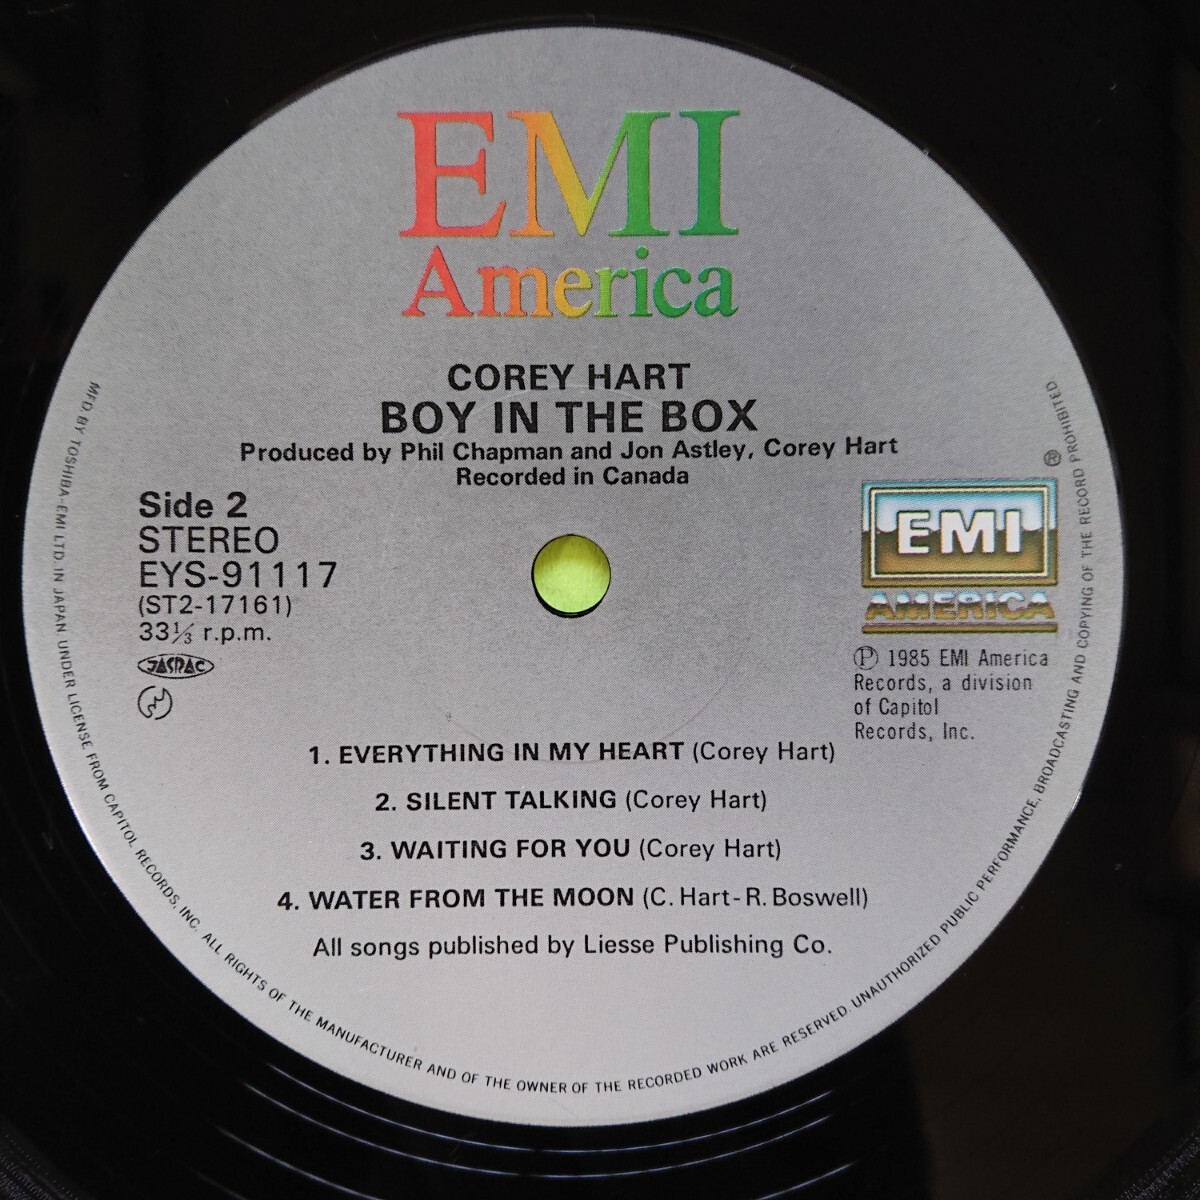 EMI
America
COREY HART
BOY IN THE BOX
Produced by Phil Chapman and Jon Astley, Corey Hart
Recorded in Canada
Side 2
STEREO
EYS-91117
(ST2-17161)
33⅓ r.p.m.
JASRAC
EMI
AMERICA
Ⓟ 1985 EMI America
Records, a division
of Capitol
Records, Inc.
1. EVERYTHING IN MY HEART (Corey Hart)
2. SILENT TALKING (Corey Hart)
3. WAITING FOR YOU (Corey Hart)
4. WATER FROM THE MOON (C. Hart-R. Boswell)
All songs published by Liesse Publishing Co.
MFD. BY TOSHIBA-EMI LTD. IN JAPAN UNDER LICENSE FROM CAPITOL RECORDS, INC. ALL RIGHTS OF THE MANUFACTURER AND OF THE OWNER OF THE RECORDED WORK ARE RESERVED. UNAUTHORIZED PUBLIC PERFORMANCE, BROADCASTING AND COPYING OF THE RECORD PROHIBITED.
®